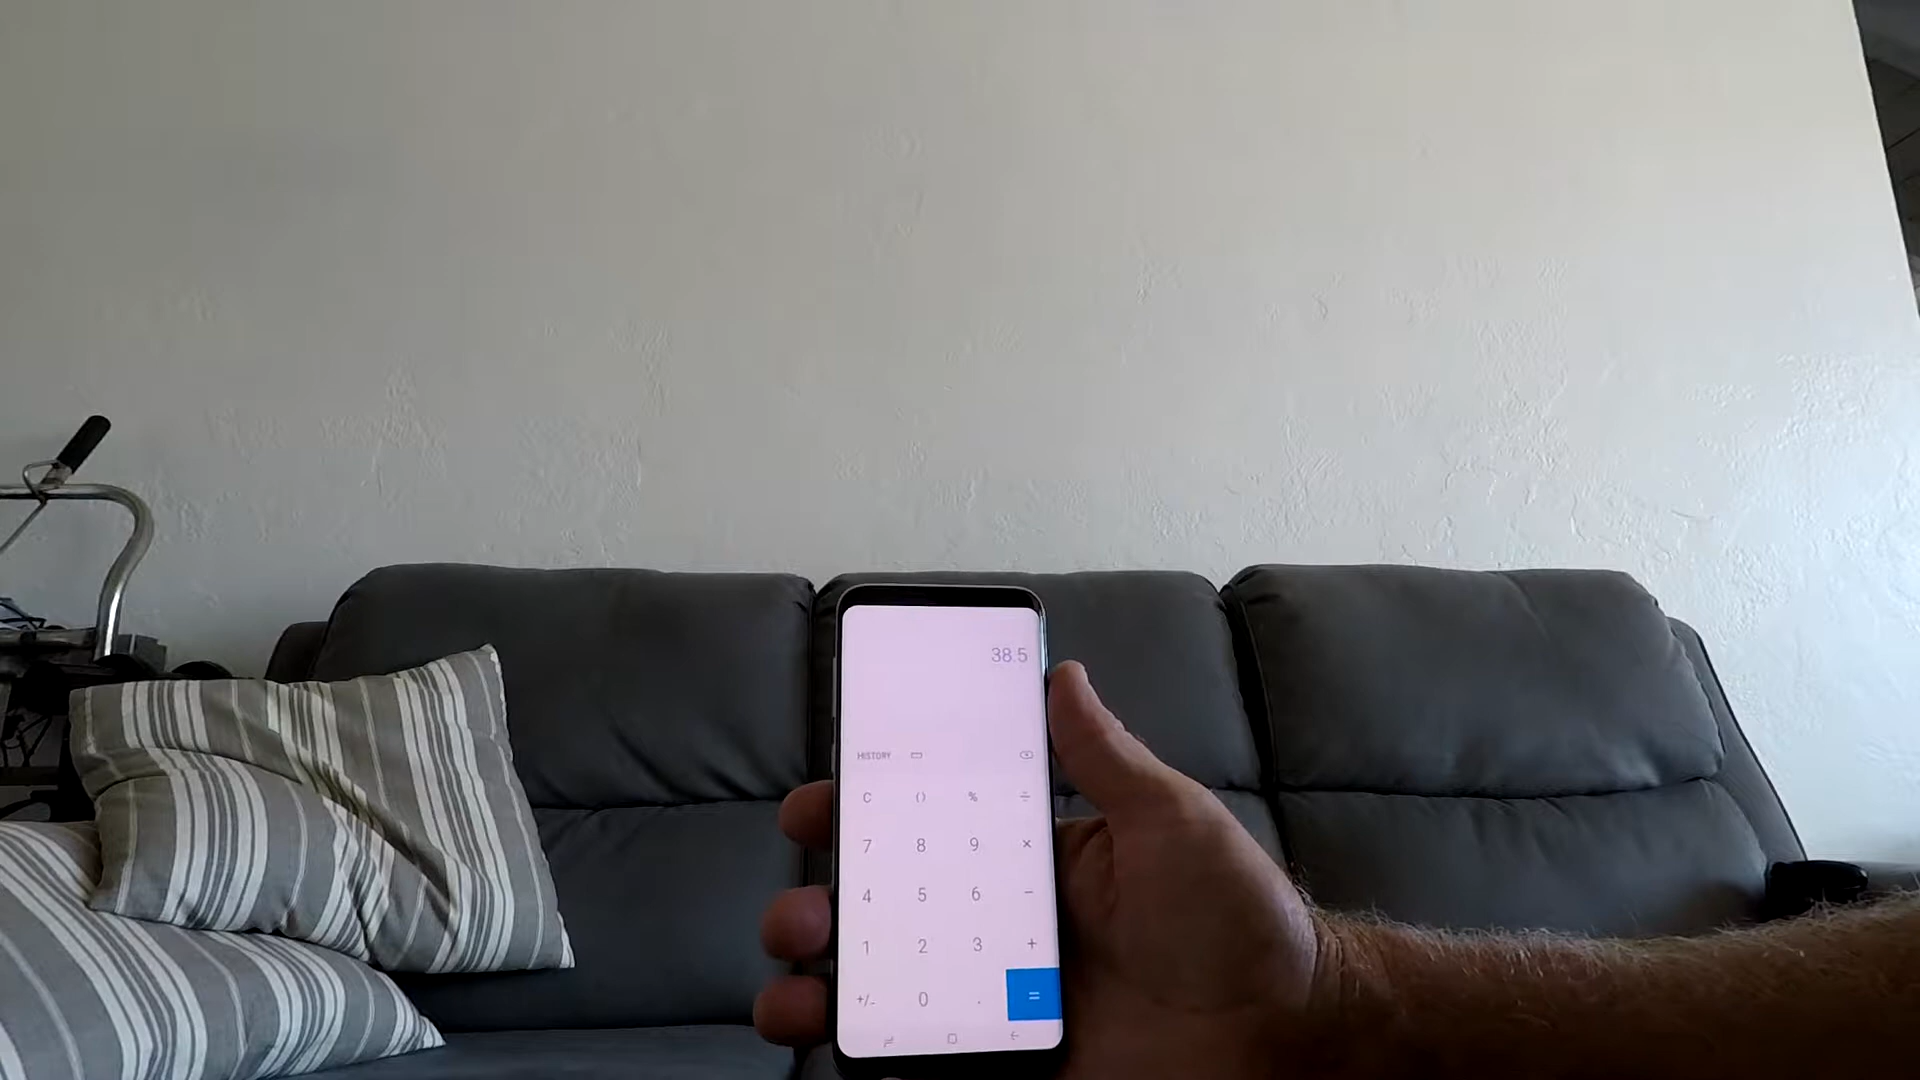 38.5
HISTORY
C () % ÷
7 8 9 ×
4 5 6 −
1 2 3 +
+/- 0 . =